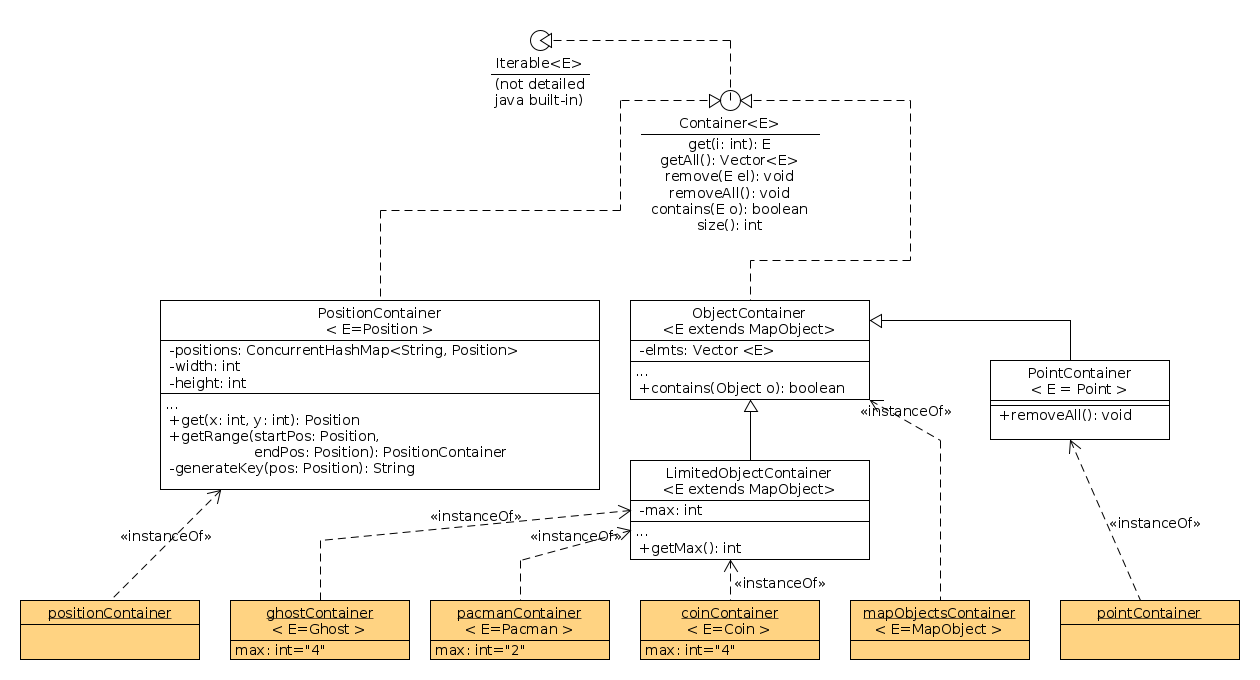 Iterable<E>
(not detailed
java built-in)
Container<E>
get(i: int): E
getAll(): Vector<E>
remove(E el): void
removeAll(): void
contains(E o): boolean
size(): int
PositionContainer
< E=Position >
-positions: ConcurrentHashMap<String, Position>
-width: int
-height: int
...
+get(x: int, y: int): Position
+getRange(startPos: Position,
endPos: Position): PositionContainer
-generateKey(pos: Position): String
ObjectContainer
<E extends MapObject>
-elmts: Vector <E>
...
+contains(Object o): boolean
PointContainer
< E = Point >
+removeAll(): void
«instanceOf»
LimitedObjectContainer
<E extends MapObject>
-max: int
...
+getMax(): int
«instanceOf»
«instanceOf»
«instanceOf»
«instanceOf»
«instanceOf»
positionContainer
ghostContainer
< E=Ghost >
max: int="4"
pacmanContainer
< E=Pacman >
max: int="2"
coinContainer
< E=Coin >
max: int="4"
mapObjectsContainer
< E=MapObject >
pointContainer